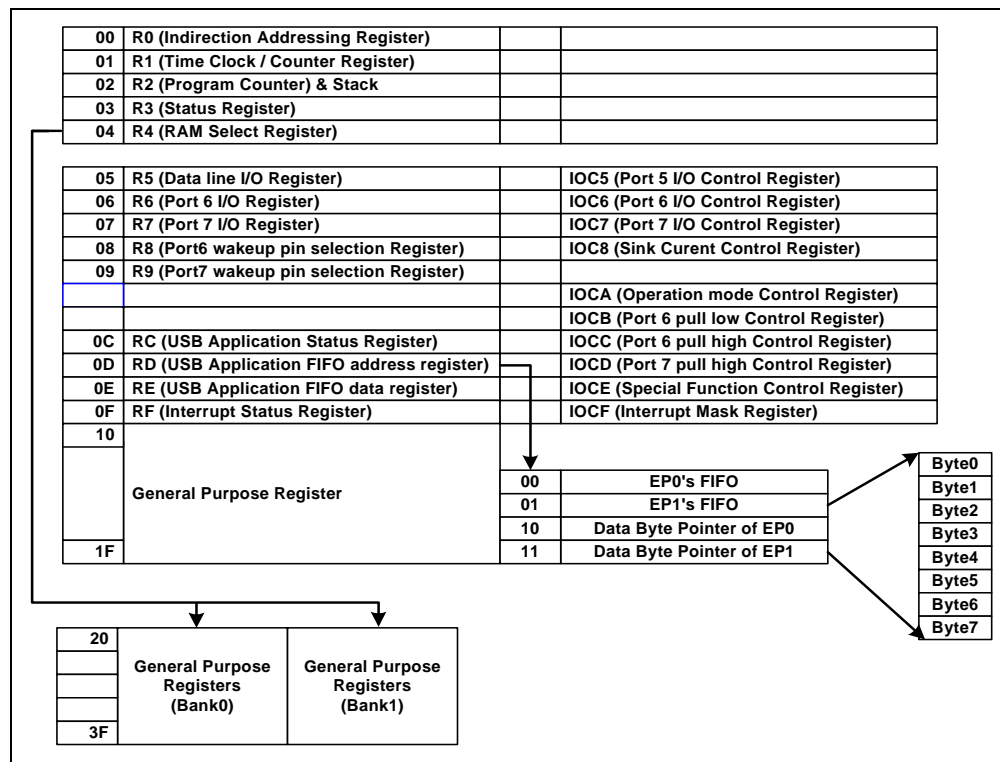 00 R0 (Indirection Addressing Register)
01 R1 (Time Clock / Counter Register)
02 R2 (Program Counter) & Stack
03 R3 (Status Register)
04 R4 (RAM Select Register)
05 R5 (Data line I/O Register) IOC5 (Port 5 I/O Control Register)
06 R6 (Port 6 I/O Register) IOC6 (Port 6 I/O Control Register)
07 R7 (Port 7 I/O Register) IOC7 (Port 7 I/O Control Register)
08 R8 (Port6 wakeup pin selection Register) IOC8 (Sink Curent Control Register)
09 R9 (Port7 wakeup pin selection Register)
IOCA (Operation mode Control Register)
IOCB (Port 6 pull low Control Register)
0C RC (USB Application Status Register) IOCC (Port 6 pull high Control Register)
0D RD (USB Application FIFO address register) IOCD (Port 7 pull high Control Register)
0E RE (USB Application FIFO data register) IOCE (Special Function Control Register)
0F RF (Interrupt Status Register) IOCF (Interrupt Mask Register)
10
General Purpose Register
1F
00 EP0's FIFO
01 EP1's FIFO
10 Data Byte Pointer of EP0
11 Data Byte Pointer of EP1
Byte0
Byte1
Byte2
Byte3
Byte4
Byte5
Byte6
Byte7
20
General Purpose
Registers
(Bank0)
General Purpose
Registers
(Bank1)
3F